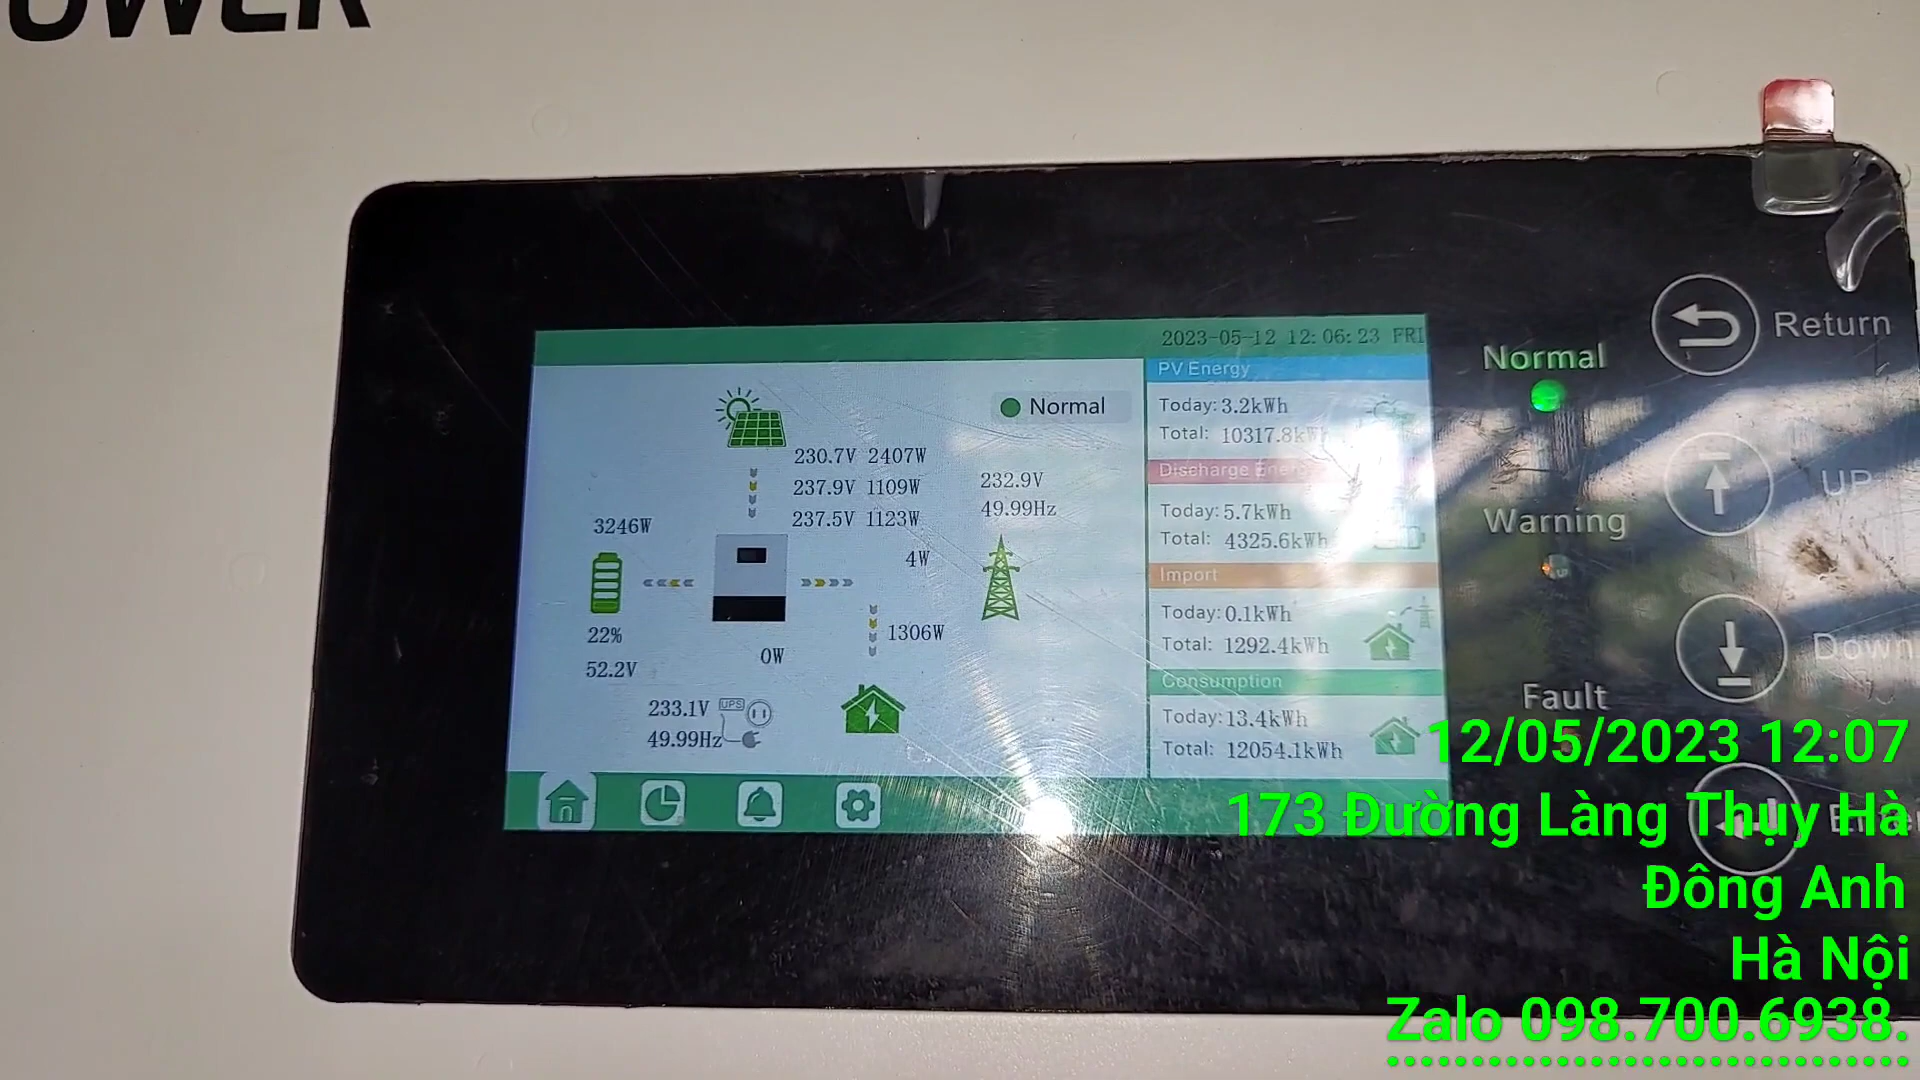 OWER
2023-05-12 12:06:23 FRI
Normal
230.7V 2407W
237.9V 1109W
237.5V 1123W
232.9V
49.99Hz
3246W
4W
22%
52.2V
0W
1306W
233.1V UPS
49.99Hz
PV Energy
Today: 3.2kWh
Total: 10317.8kWh
Discharge Energy
Today: 5.7kWh
Total: 4325.6kWh
Import
Today: 0.1kWh
Total: 1292.4kWh
Consumption
Today: 13.4kWh
Total: 12054.1kWh
Normal
Warning
Fault
Return
UP
Down
Enter
12/05/2023 12:07
173 Đường Làng Thụy Hà
Đông Anh
Hà Nội
Zalo 098.700.6938.